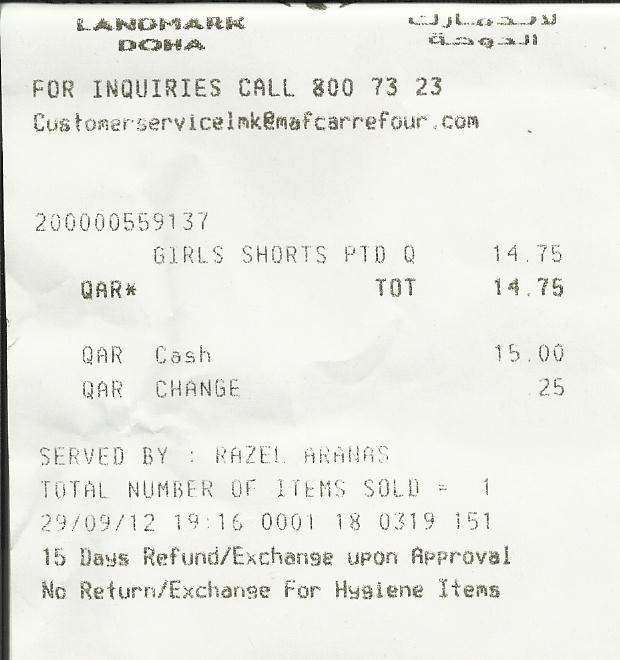 LANDMARK لاندمارك
DOHA الدوحة
FOR INQUIRIES CALL 800 73 23
Customerservicelmk@mafcarrefour.com
200000559137
GIRLS SHORTS PTD Q 14.75
QAR* TOT 14.75
QAR Cash 15.00
QAR CHANGE 25
SERVED BY : RAZEL ARANAS
TOTAL NUMBER OF ITEMS SOLD = 1
29/09/12 19:16 0001 18 0319 151
15 Days Refund/Exchange upon Approval
No Return/Exchange For Hygiene Items